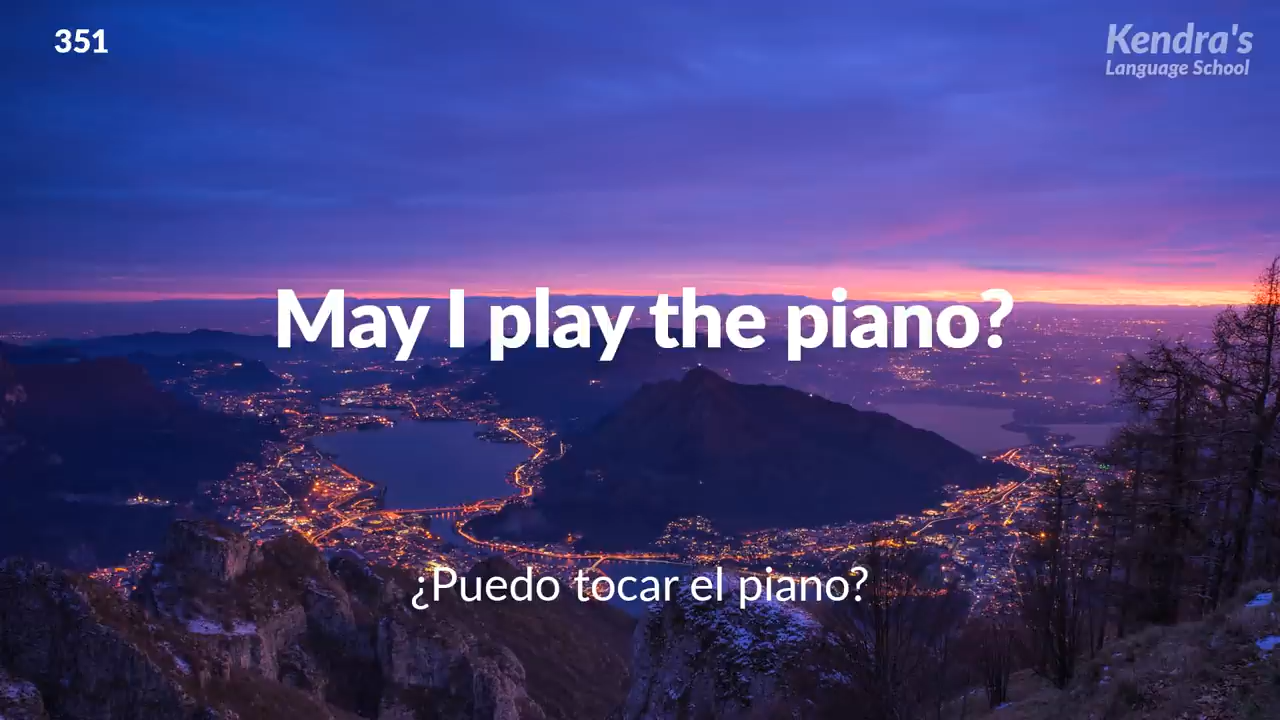 351
Kendra's
Language School
May I play the piano?
¿Puedo tocar el piano?